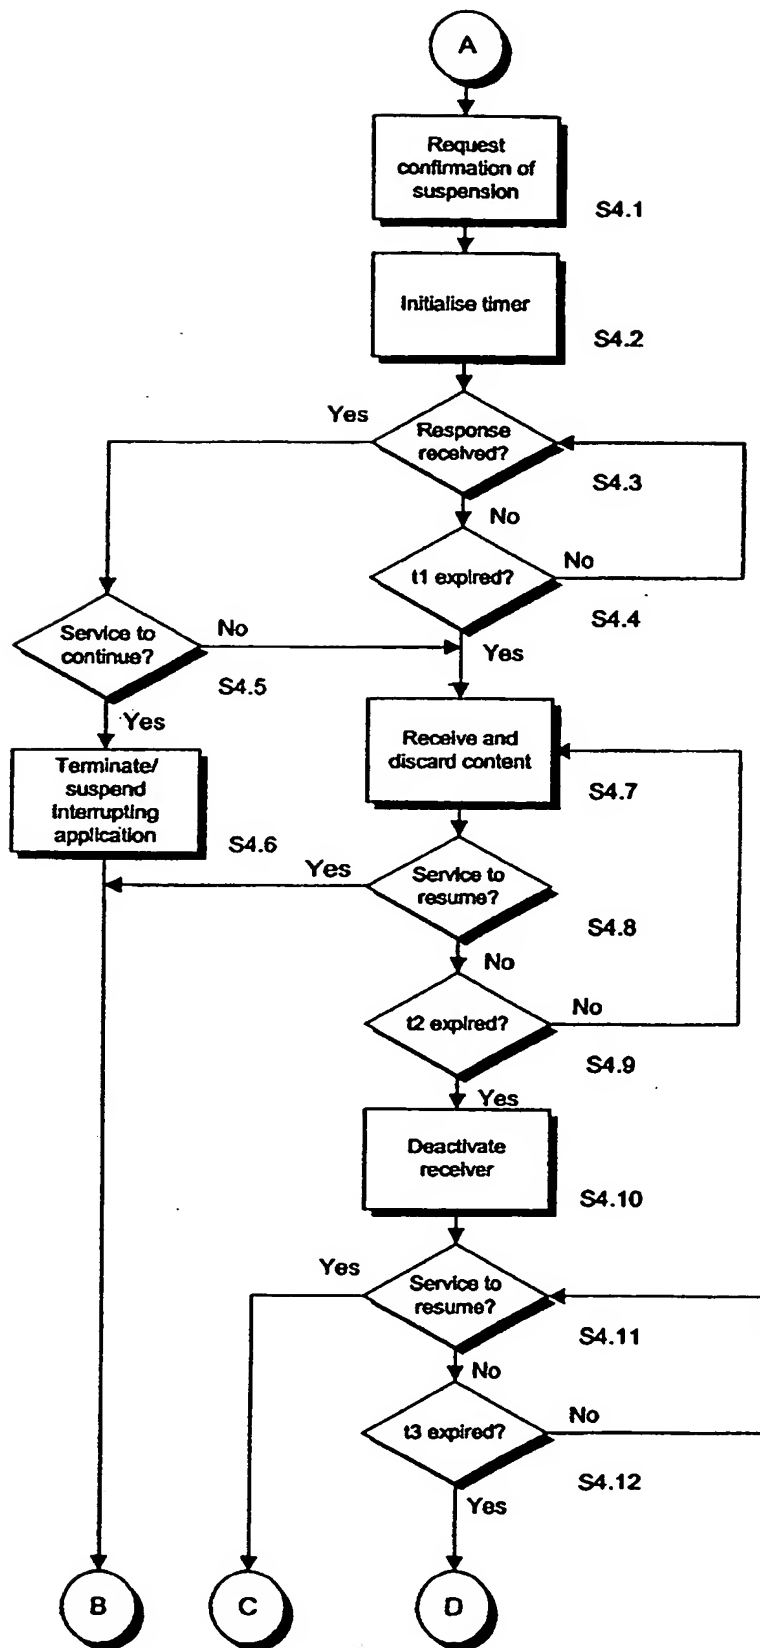 A
Request
confirmation of
suspension
S4.1
Initialise timer
S4.2
Yes
Response
received?
S4.3
No
t1 expired?
No
S4.4
Yes
Service to
continue?
No
S4.5
Yes
Terminate/
suspend
interrupting
application
S4.6
Receive and
discard content
S4.7
Yes
Service to
resume?
S4.8
No
t2 expired?
No
S4.9
Yes
Deactivate
receiver
S4.10
Yes
Service to
resume?
S4.11
No
t3 expired?
No
S4.12
Yes
B
C
D